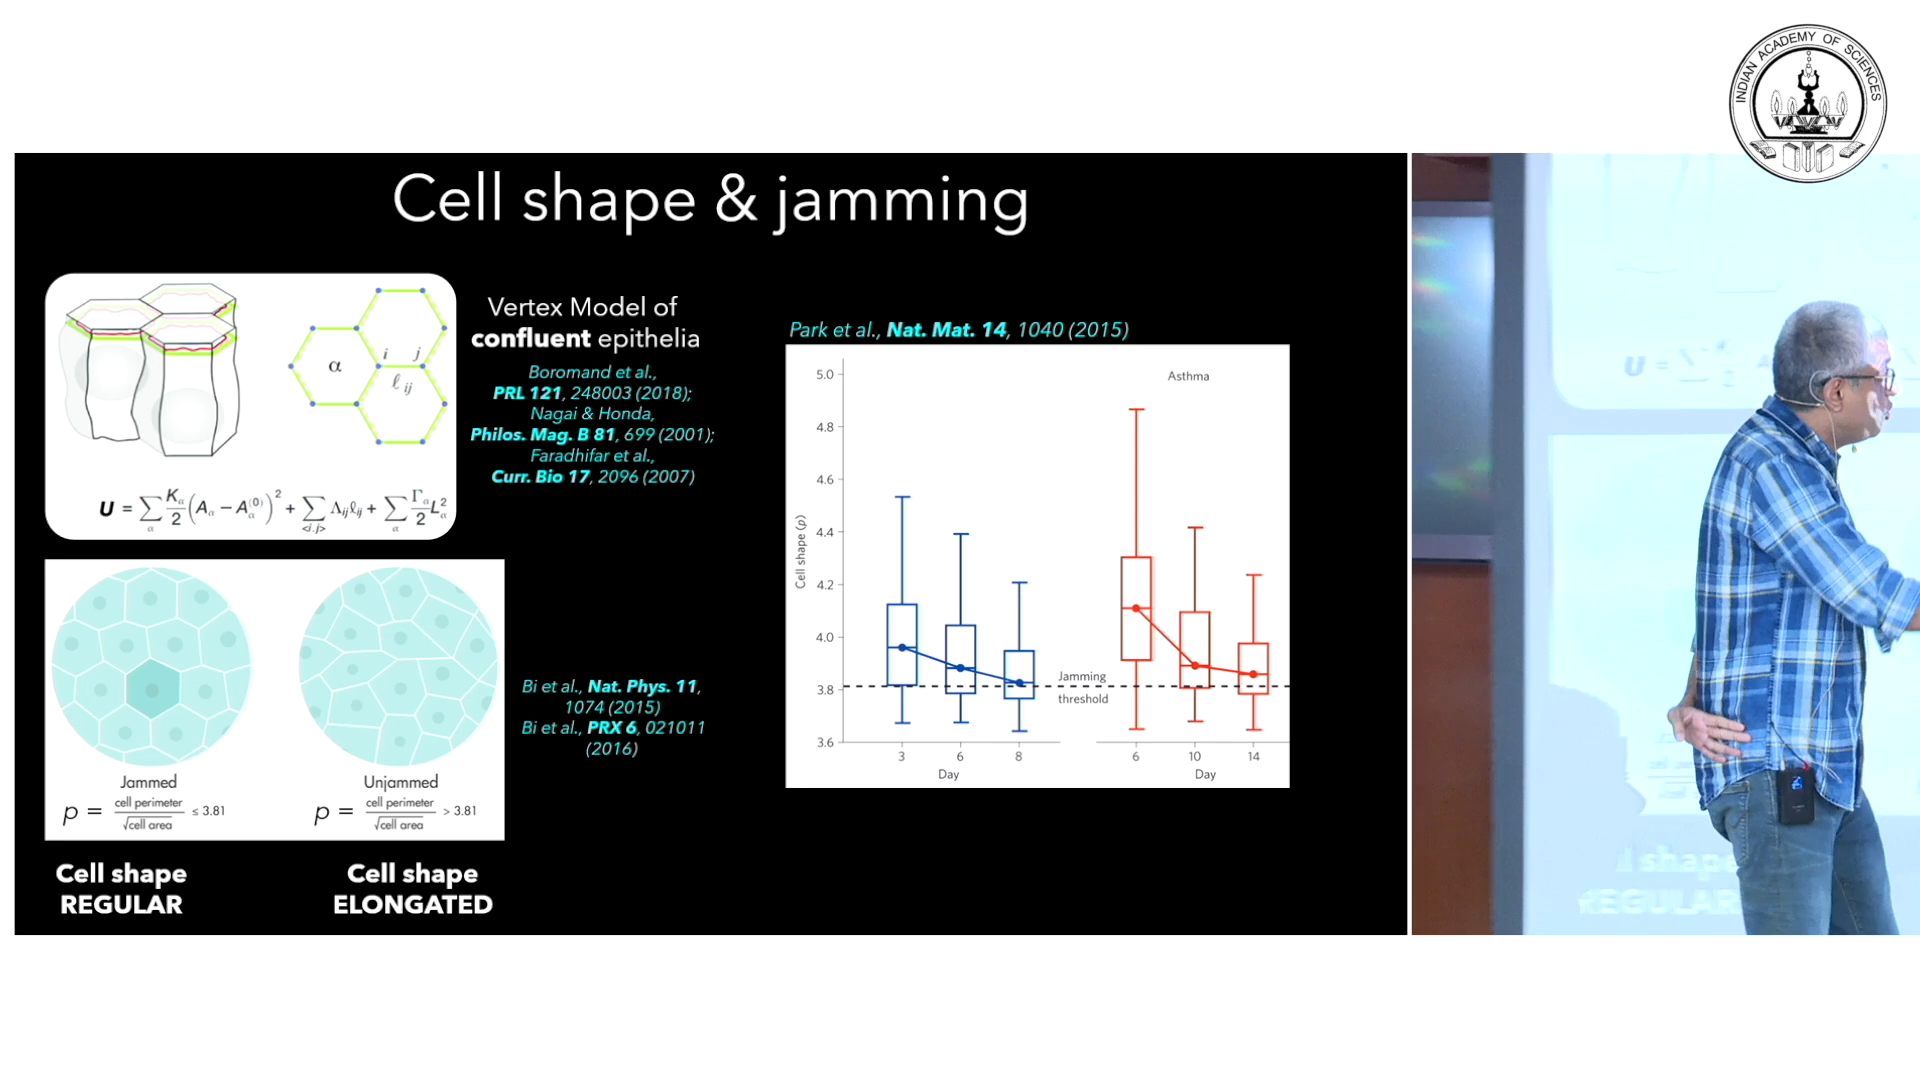 INDIAN ACADEMY OF SCIENCES
Cell shape & jamming
Vertex Model of
confluent epithelia
Boromand et al.,
PRL 121, 248003 (2018);
Nagai & Honda,
Philos. Mag. B 81, 699 (2001);
Faradhifar et al.,
Curr. Bio 17, 2096 (2007)
α
i
j
ℓ ij
U = ∑α Kα/2 (Aα − Aα(0))² + ∑<i,j> Λijℓij + ∑α Γα/2 Lα²
Jammed
p = cell perimeter / √cell area ≤ 3.81
Unjammed
p = cell perimeter / √cell area > 3.81
Cell shape
REGULAR
Cell shape
ELONGATED
Bi et al., Nat. Phys. 11,
1074 (2015)
Bi et al., PRX 6, 021011
(2016)
Park et al., Nat. Mat. 14, 1040 (2015)
Asthma
Cell shape (p)
5.0
4.8
4.6
4.4
4.2
4.0
3.8
3.6
Jamming
threshold
3
6
8
Day
6
10
14
Day
U =
l shape
REGULAR